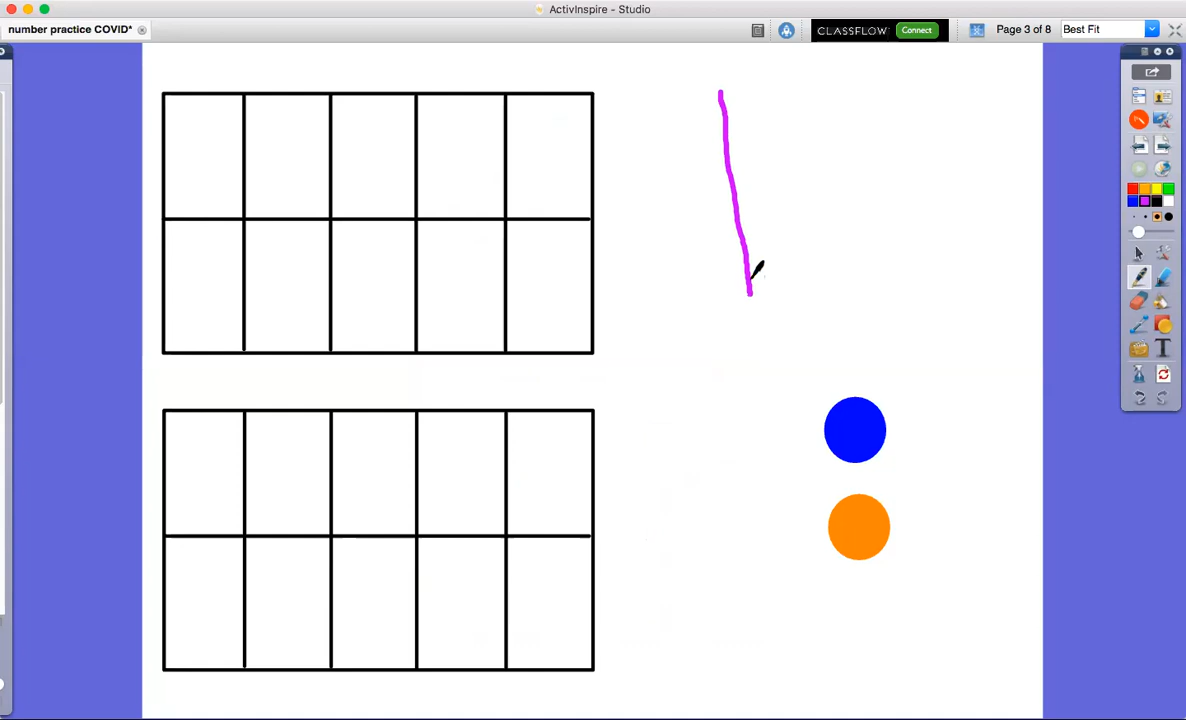 ActivInspire - Studio
number practice COVID*
CLASSFLOW Connect
Page 3 of 8
Best Fit
T